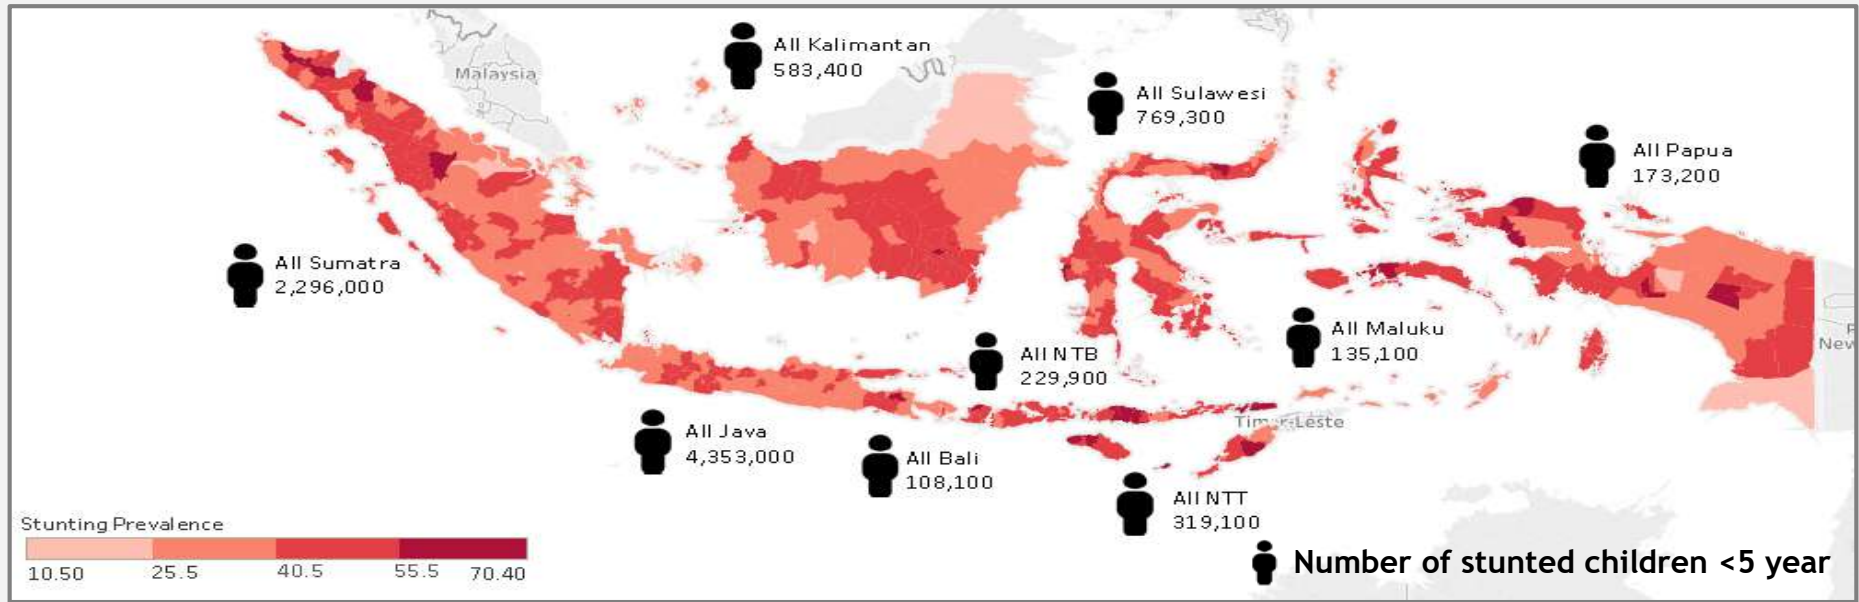 All Kalimantan
583,400
Malaysia
All Sulawesi
769,300
All Papua
173,200
All Sumatra
2,296,000
All Maluku
135,100
New
All NTB
229,900
Timor-Leste
All Java
4,353,000
All Bali
108,100
All NTT
319,100
Stunting Prevalence
10.50 25.5 40.5 55.5 70.40
Number of stunted children <5 year